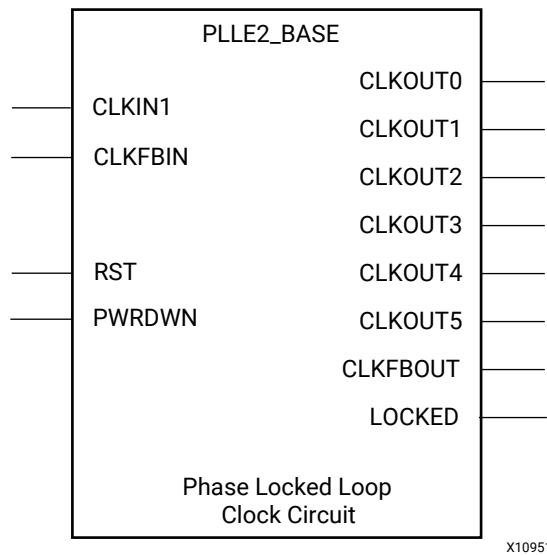 PLLE2_BASE
CLKIN1
CLKFBIN
RST
PWRDWN
CLKOUT0
CLKOUT1
CLKOUT2
CLKOUT3
CLKOUT4
CLKOUT5
CLKFBOUT
LOCKED
Phase Locked Loop
Clock Circuit